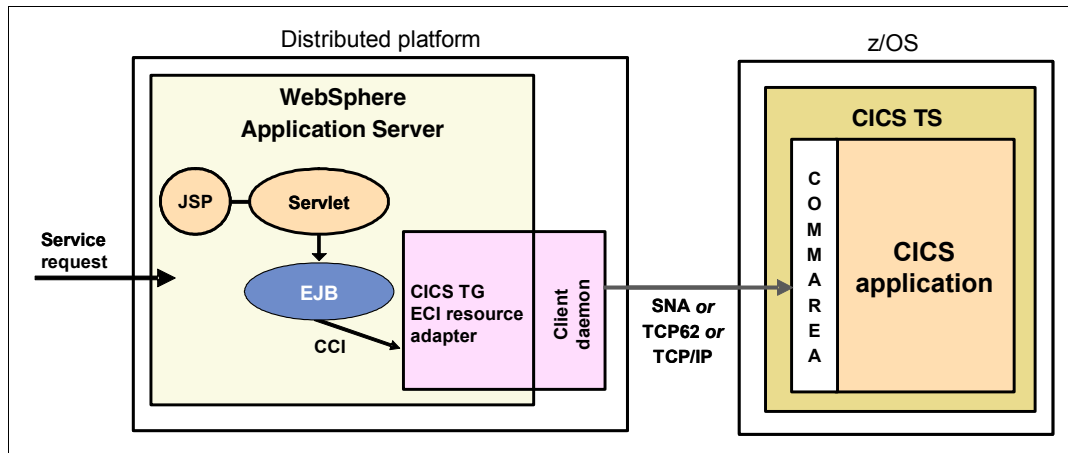 Distributed platform
z/OS
WebSphere
Application Server
CICS TS
JSP
Servlet
Service
request
EJB
CCI
CICS TG
ECI resource
adapter
Client
daemon
SNA or
TCP62 or
TCP/IP
COMMAREA
CICS
application